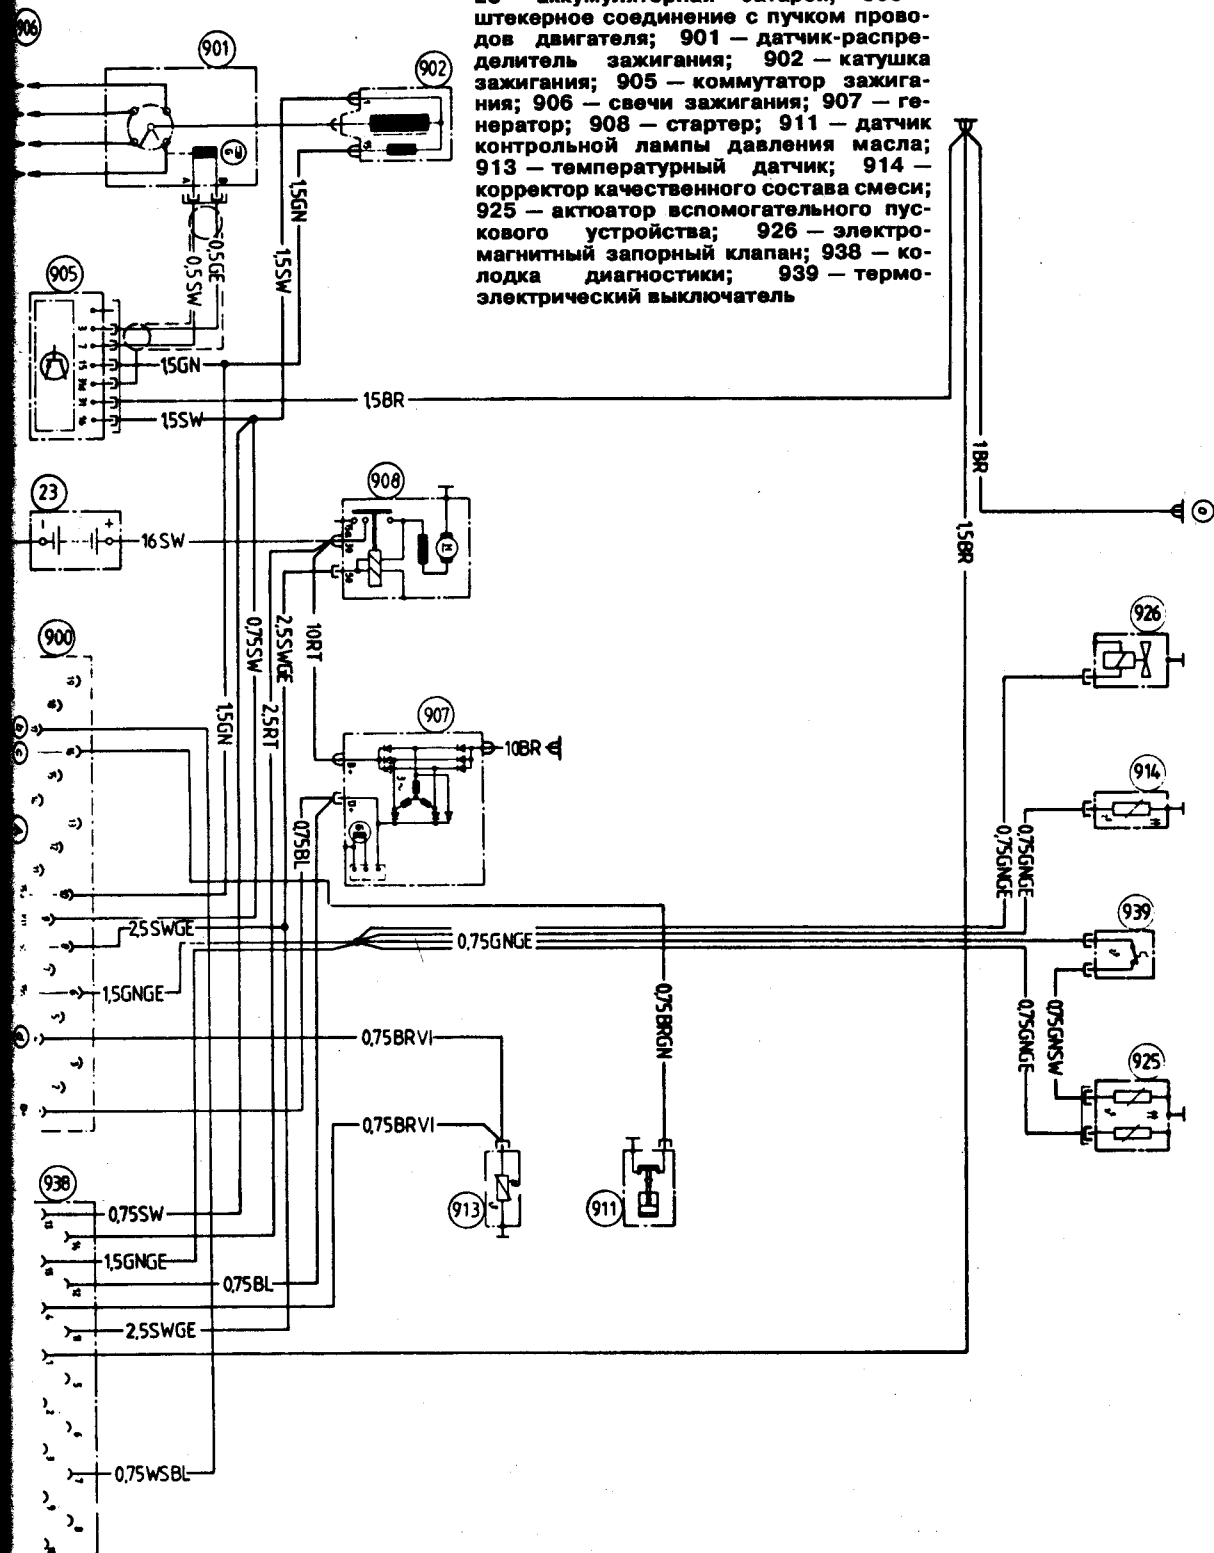 штекерное соединение с пучком прово-
дов двигателя; 901 — датчик-распре-
делитель зажигания; 902 — катушка
зажигания; 905 — коммутатор зажига-
ния; 906 — свечи зажигания; 907 — ге-
нератор; 908 — стартер; 911 — датчик
контрольной лампы давления масла;
913 — температурный датчик; 914 —
корректор качественного состава смеси;
925 — актюатор вспомогательного пус-
кового устройства; 926 — электро-
магнитный запорный клапан; 938 — ко-
лодка диагностики; 939 — термо-
электрический выключатель
906
901
902
1,5GN
1,5SW
0,5GE
0,5SW
905
1,5GN
1,5BR
1,5SW
1BR
908
23
16SW
1,5BR
926
900
0,75SW
2,5SWGE
10RT
1,5GN
2,5RT
907
10BR
914
0,75BL
0,75GNGE
0,75GNGE
939
2,5SWGE
0,75GNGE
1,5GNGE
0,75BRGN
0,75GNGE
0,75GNSW
0,75BRVI
925
0,75BRVI
938
913
911
0,75SW
1,5GNGE
0,75BL
2,5SWGE
0,75WSBL